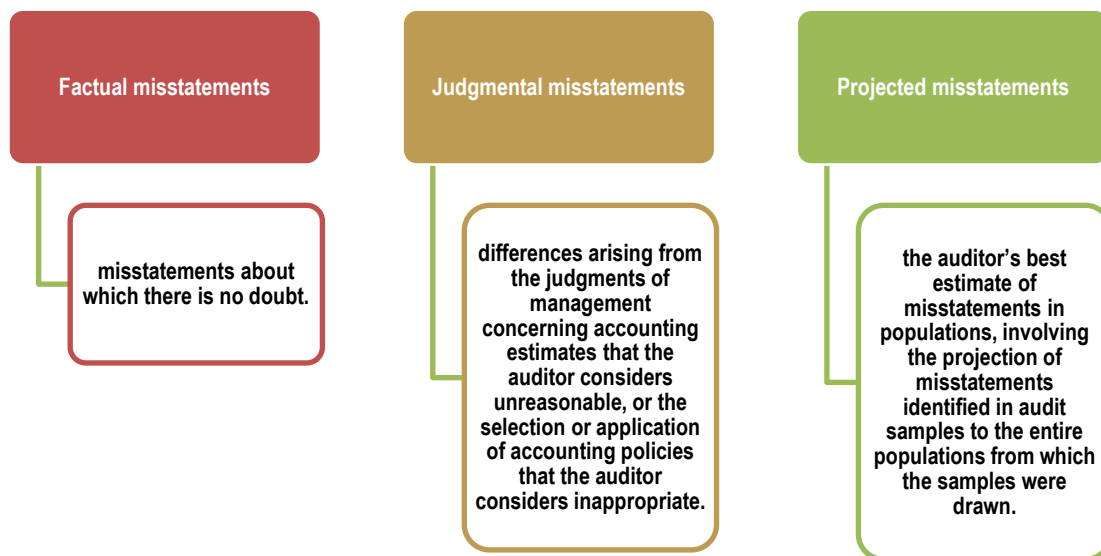 Factual misstatements
misstatements about
which there is no doubt.
Judgmental misstatements
differences arising from
the judgments of
management
concerning accounting
estimates that the
auditor considers
unreasonable, or the
selection or application
of accounting policies
that the auditor
considers inappropriate.
Projected misstatements
the auditor’s best
estimate of
misstatements in
populations, involving
the projection of
misstatements
identified in audit
samples to the entire
populations from which
the samples were
drawn.